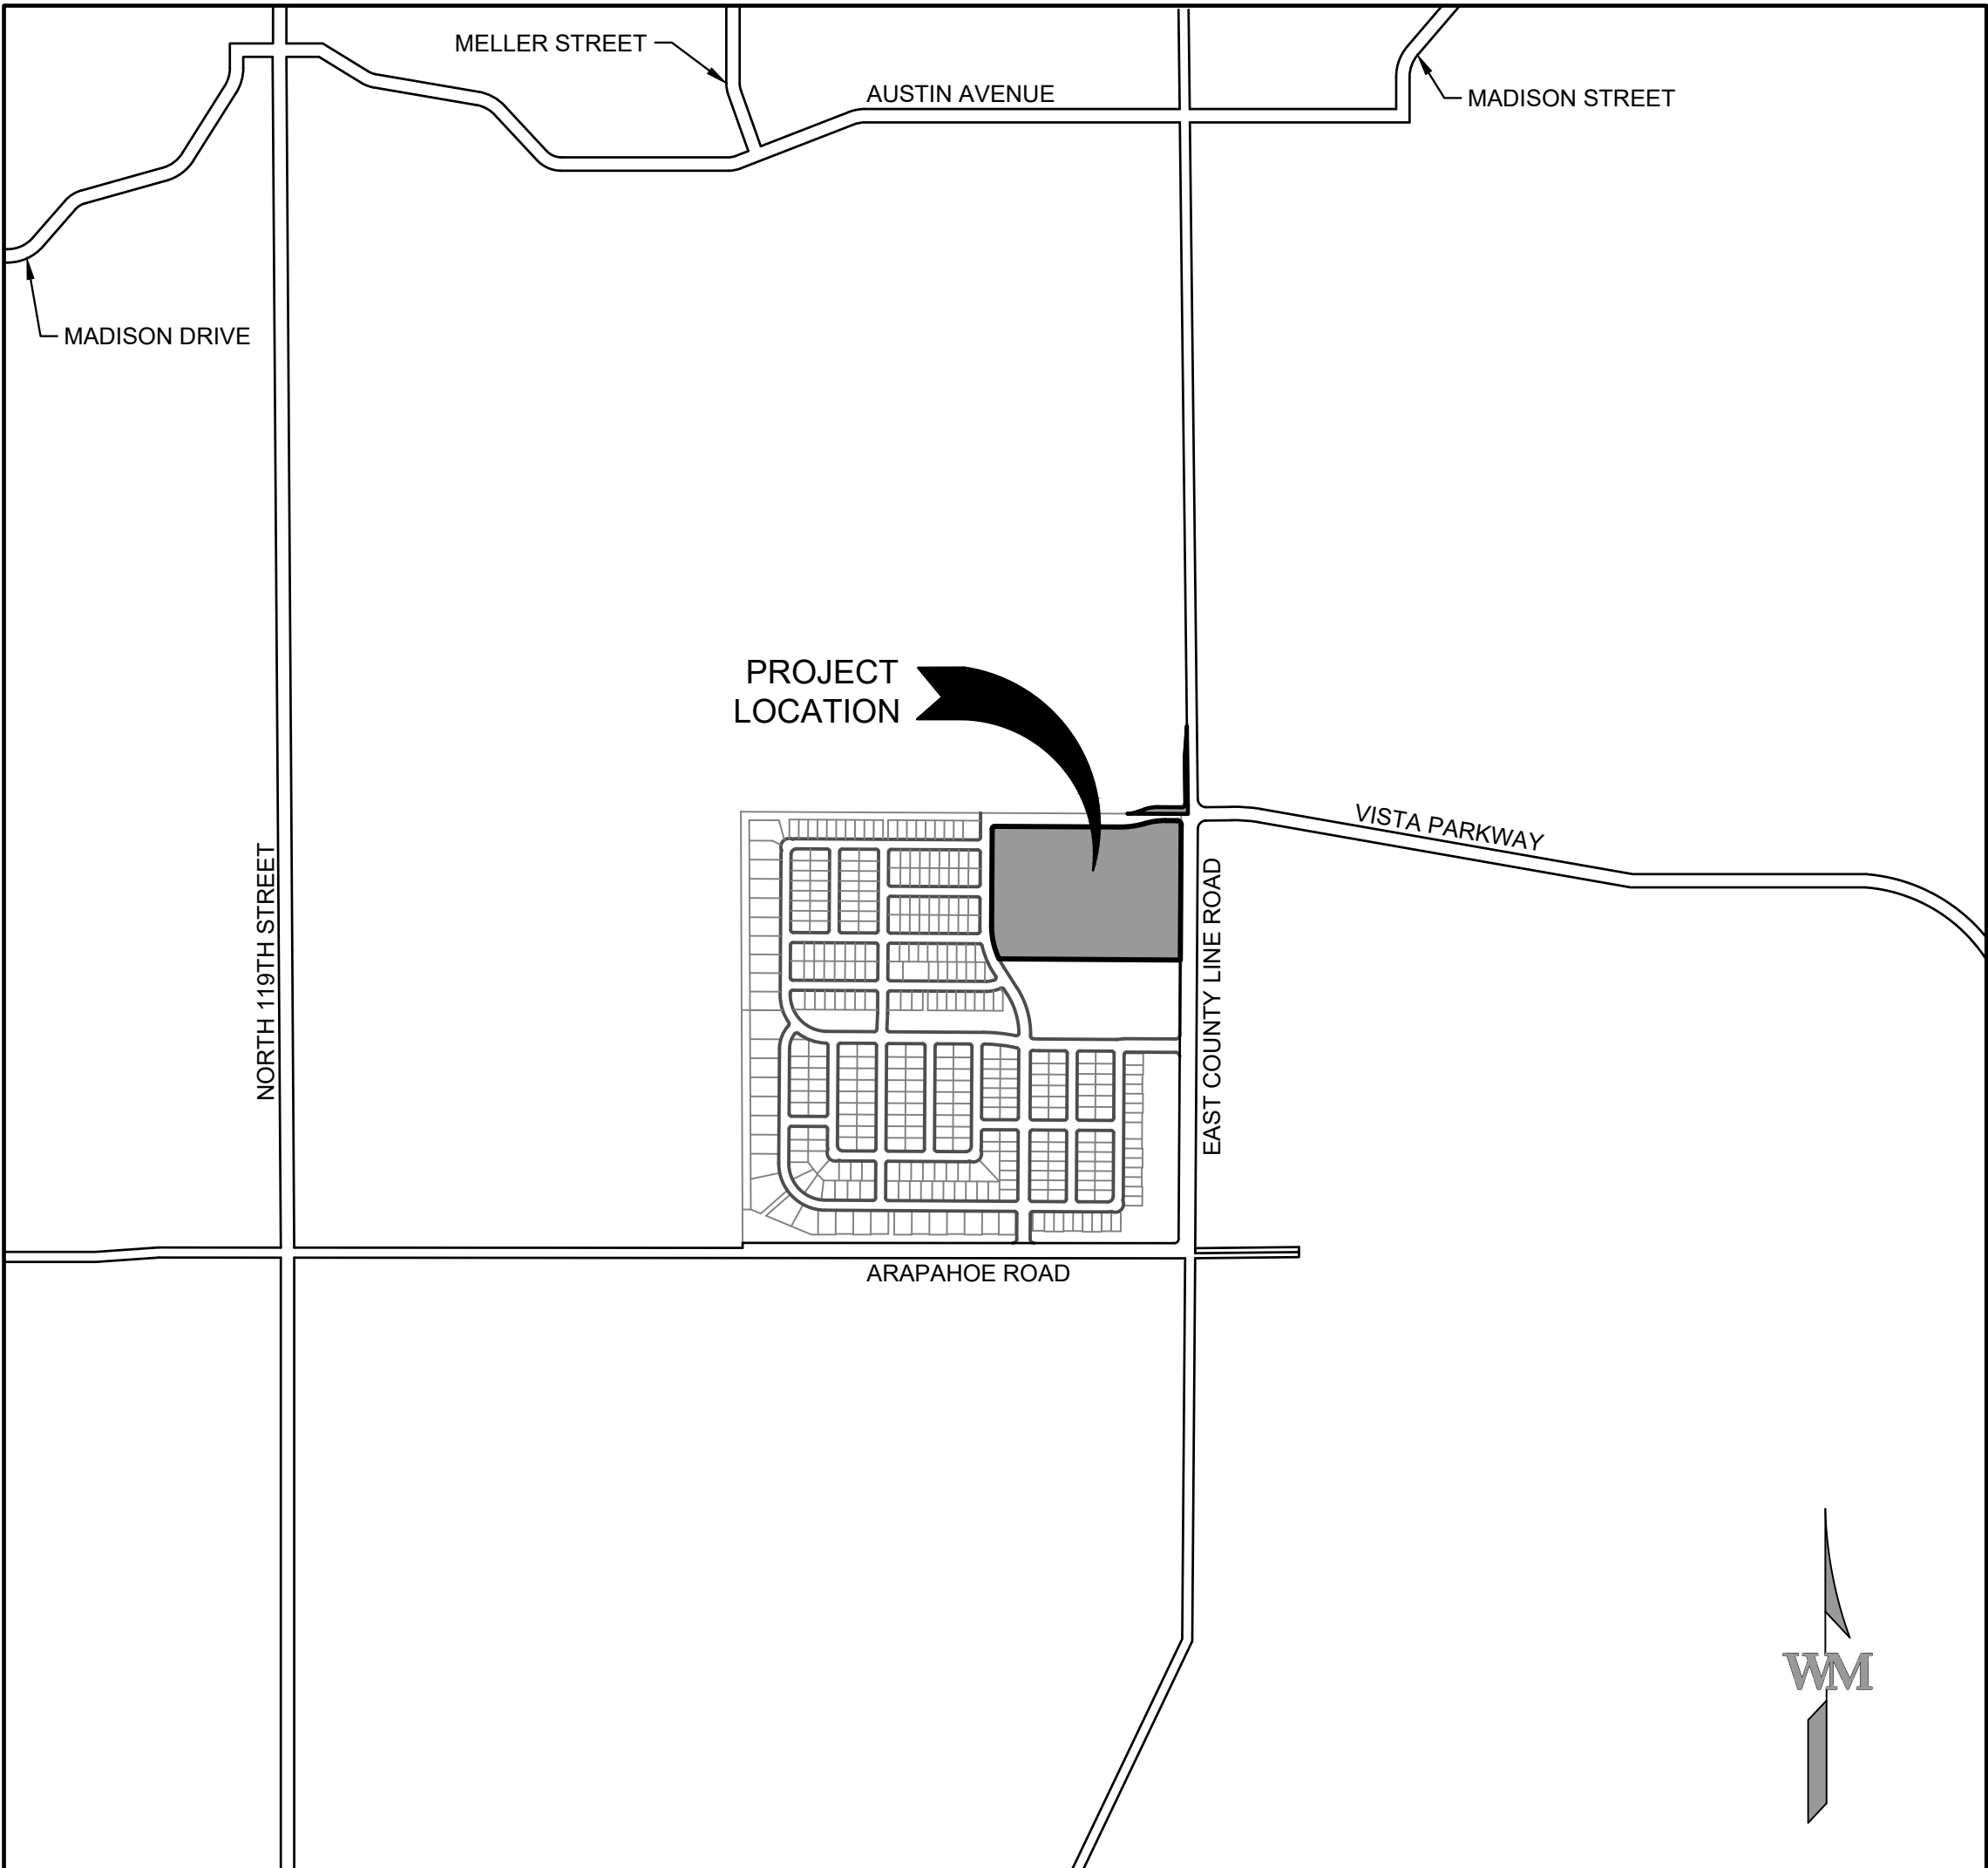 MELLER STREET
AUSTIN AVENUE
MADISON STREET
MADISON DRIVE
PROJECT
LOCATION
VISTA PARKWAY
NORTH 119TH STREET
EAST COUNTY LINE ROAD
ARAPAHOE ROAD
WM